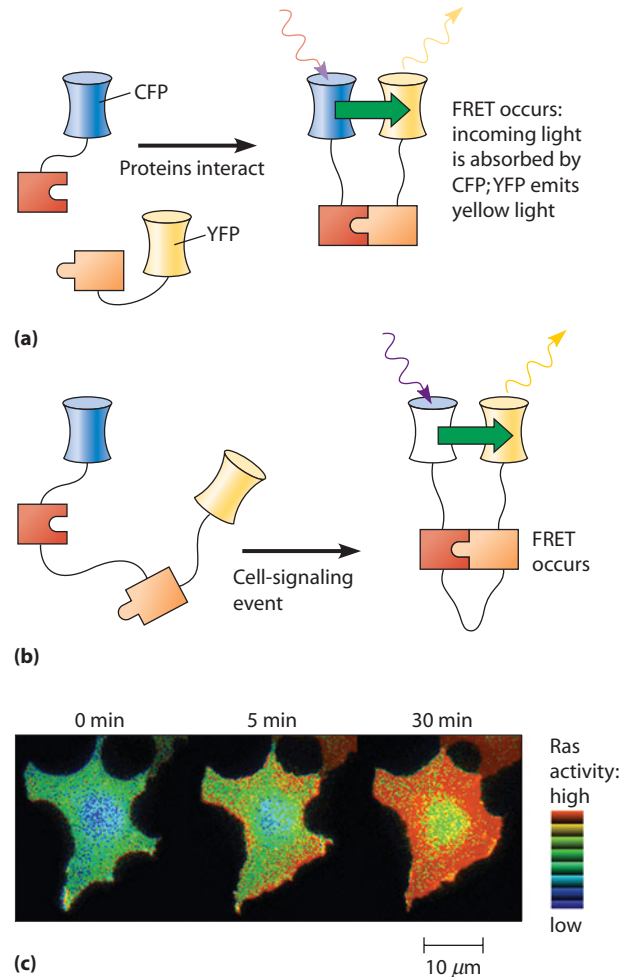 CFP
Proteins interact
YFP
FRET occurs:
incoming light
is absorbed by
CFP; YFP emits
yellow light
(a)
Cell-signaling
event
FRET
occurs
(b)
0 min
5 min
30 min
Ras
activity:
high
low
10 μm
(c)